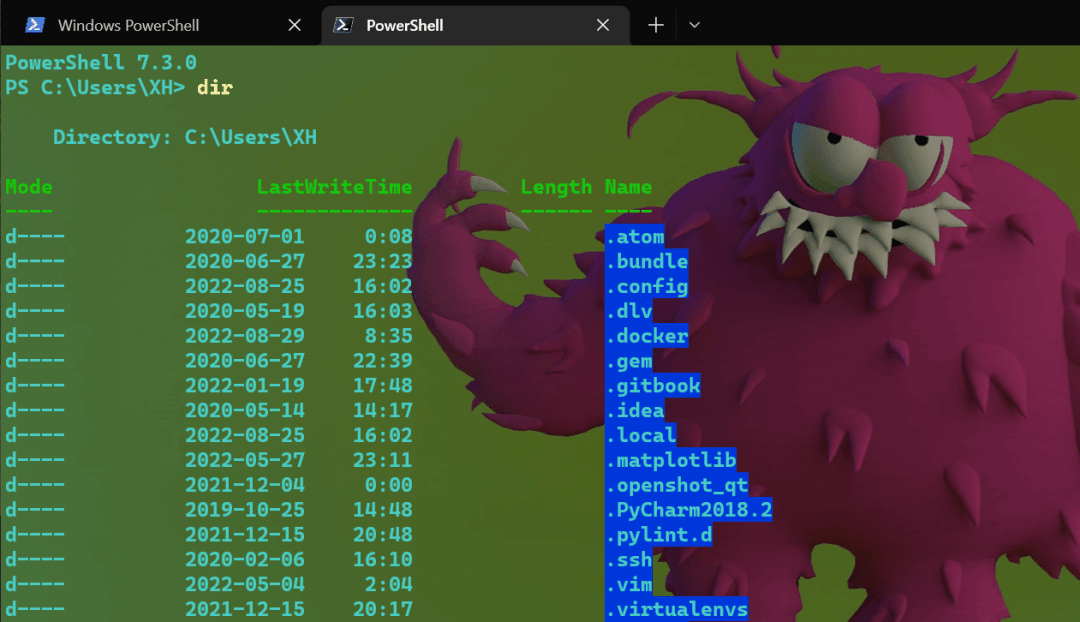 Windows PowerShell PowerShell
PowerShell 7.3.0
PS C:\Users\XH> dir
Directory: C:\Users\XH
Mode LastWriteTime Length Name
---- ------------- ------ ----
d---- 2020-07-01 0:08 .atom
d---- 2020-06-27 23:23 .bundle
d---- 2022-08-25 16:02 .config
d---- 2020-05-19 16:03 .dlv
d---- 2022-08-29 8:35 .docker
d---- 2020-06-27 22:39 .gem
d---- 2022-01-19 17:48 .gitbook
d---- 2020-05-14 14:17 .idea
d---- 2022-08-25 16:02 .local
d---- 2022-05-27 23:11 .matplotlib
d---- 2021-12-04 0:00 .openshot_qt
d---- 2019-10-25 14:48 .PyCharm2018.2
d---- 2021-12-15 20:48 .pylint.d
d---- 2020-02-06 16:10 .ssh
d---- 2022-05-04 2:04 .vim
d---- 2021-12-15 20:17 .virtualenvs